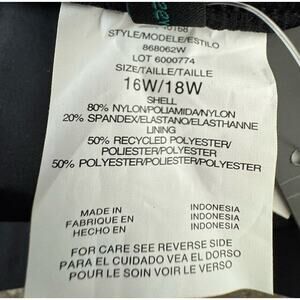 STYLE/MODELE/ESTILO
868062W
LOT 6000774
SIZE/TAILLE/TAILLE
16W/18W
SHELL
80% NYLON/POLIAMIDA/NYLON
20% SPANDEX/ELASTANO/ELASTHANNE
LINING
50% RECYCLED POLYESTER/
POLIESTER/POLYESTER
50% POLYESTER/POLIESTER/POLYESTER
MADE IN INDONESIA
FABRIQUE EN INDONESIA
HECHO EN INDONESIA
FOR CARE SEE REVERSE SIDE
PARA EL CUIDADO VEA EL DORSO
POUR LE SOIN VOIR LE VERSO